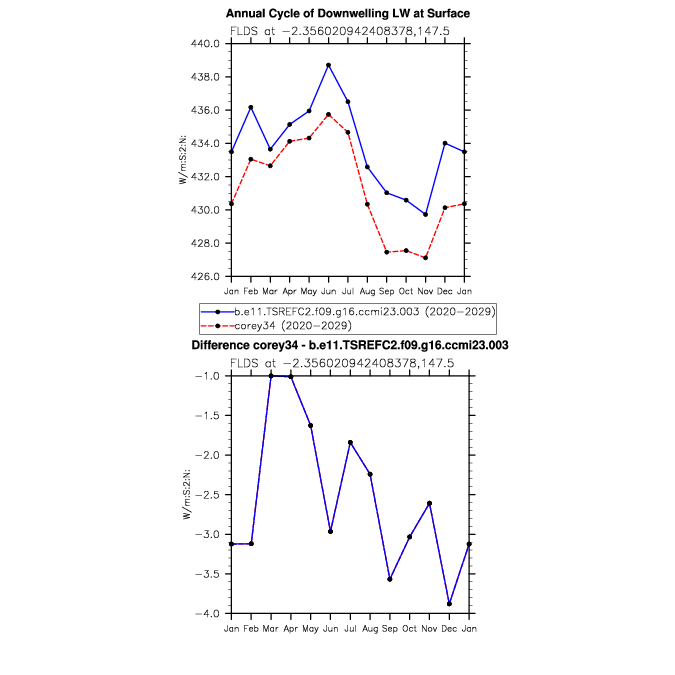 Annual Cycle of Downwelling LW at Surface
FLDS at −2.356020942408378,147.5
440.0
438.0
436.0
434.0
432.0
430.0
428.0
426.0
W/m:S:2:N:
Jan Feb Mar Apr May Jun Jul Aug Sep Oct Nov Dec Jan
b.e11.TSREFC2.f09.g16.ccmi23.003 (2020−2029)
corey34 (2020−2029)
Difference corey34 - b.e11.TSREFC2.f09.g16.ccmi23.003
FLDS at −2.356020942408378,147.5
−1.0
−1.5
−2.0
−2.5
−3.0
−3.5
−4.0
W/m:S:2:N:
Jan Feb Mar Apr May Jun Jul Aug Sep Oct Nov Dec Jan